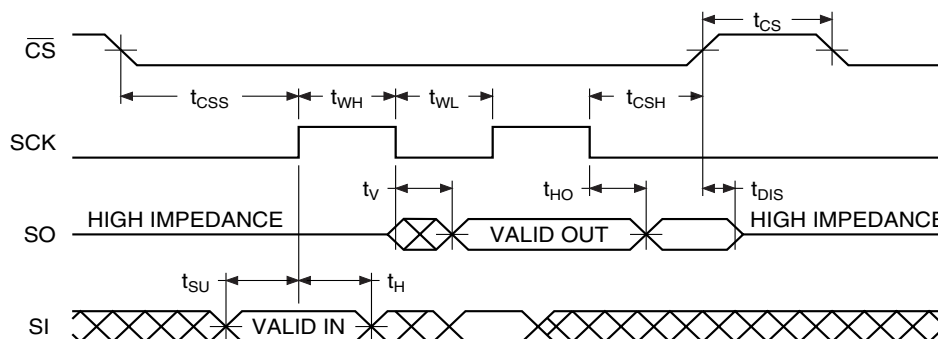 t_CS
C̅S̅
t_CSS t_WH t_WL t_CSH
SCK
t_V t_HO t_DIS
HIGH IMPEDANCE HIGH IMPEDANCE
SO VALID OUT
t_SU t_H
SI VALID IN